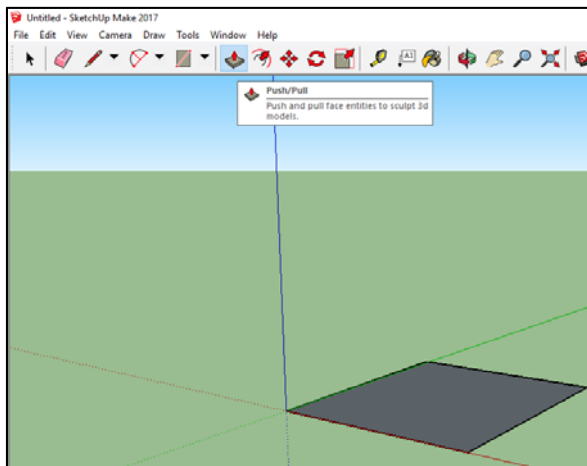 Untitled - SketchUp Make 2017
File Edit View Camera Draw Tools Window Help
A1
Push/Pull
Push and pull face entities to sculpt 3d
models.